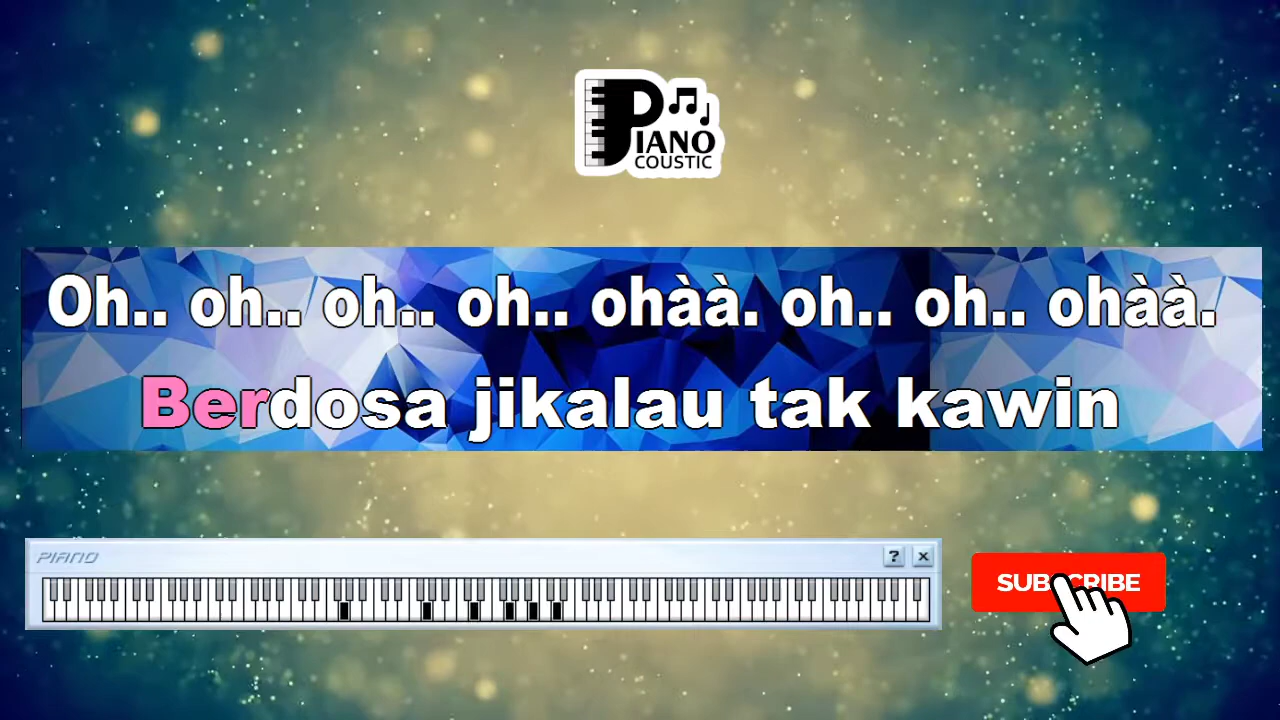 PIANO
COUSTIC
Oh.. oh.. oh.. oh.. ohàà. oh.. oh.. ohàà.
Berdosa jikalau tak kawin
PIANO
? ×
SUBSCRIBE